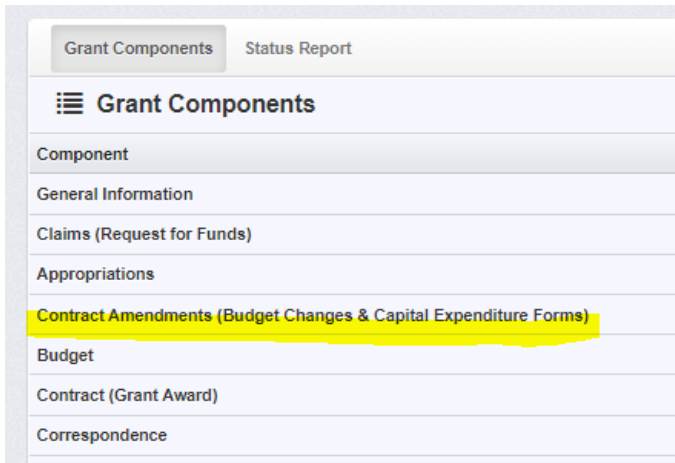 Grant Components Status Report
Grant Components
Component
General Information
Claims (Request for Funds)
Appropriations
Contract Amendments (Budget Changes & Capital Expenditure Forms)
Budget
Contract (Grant Award)
Correspondence